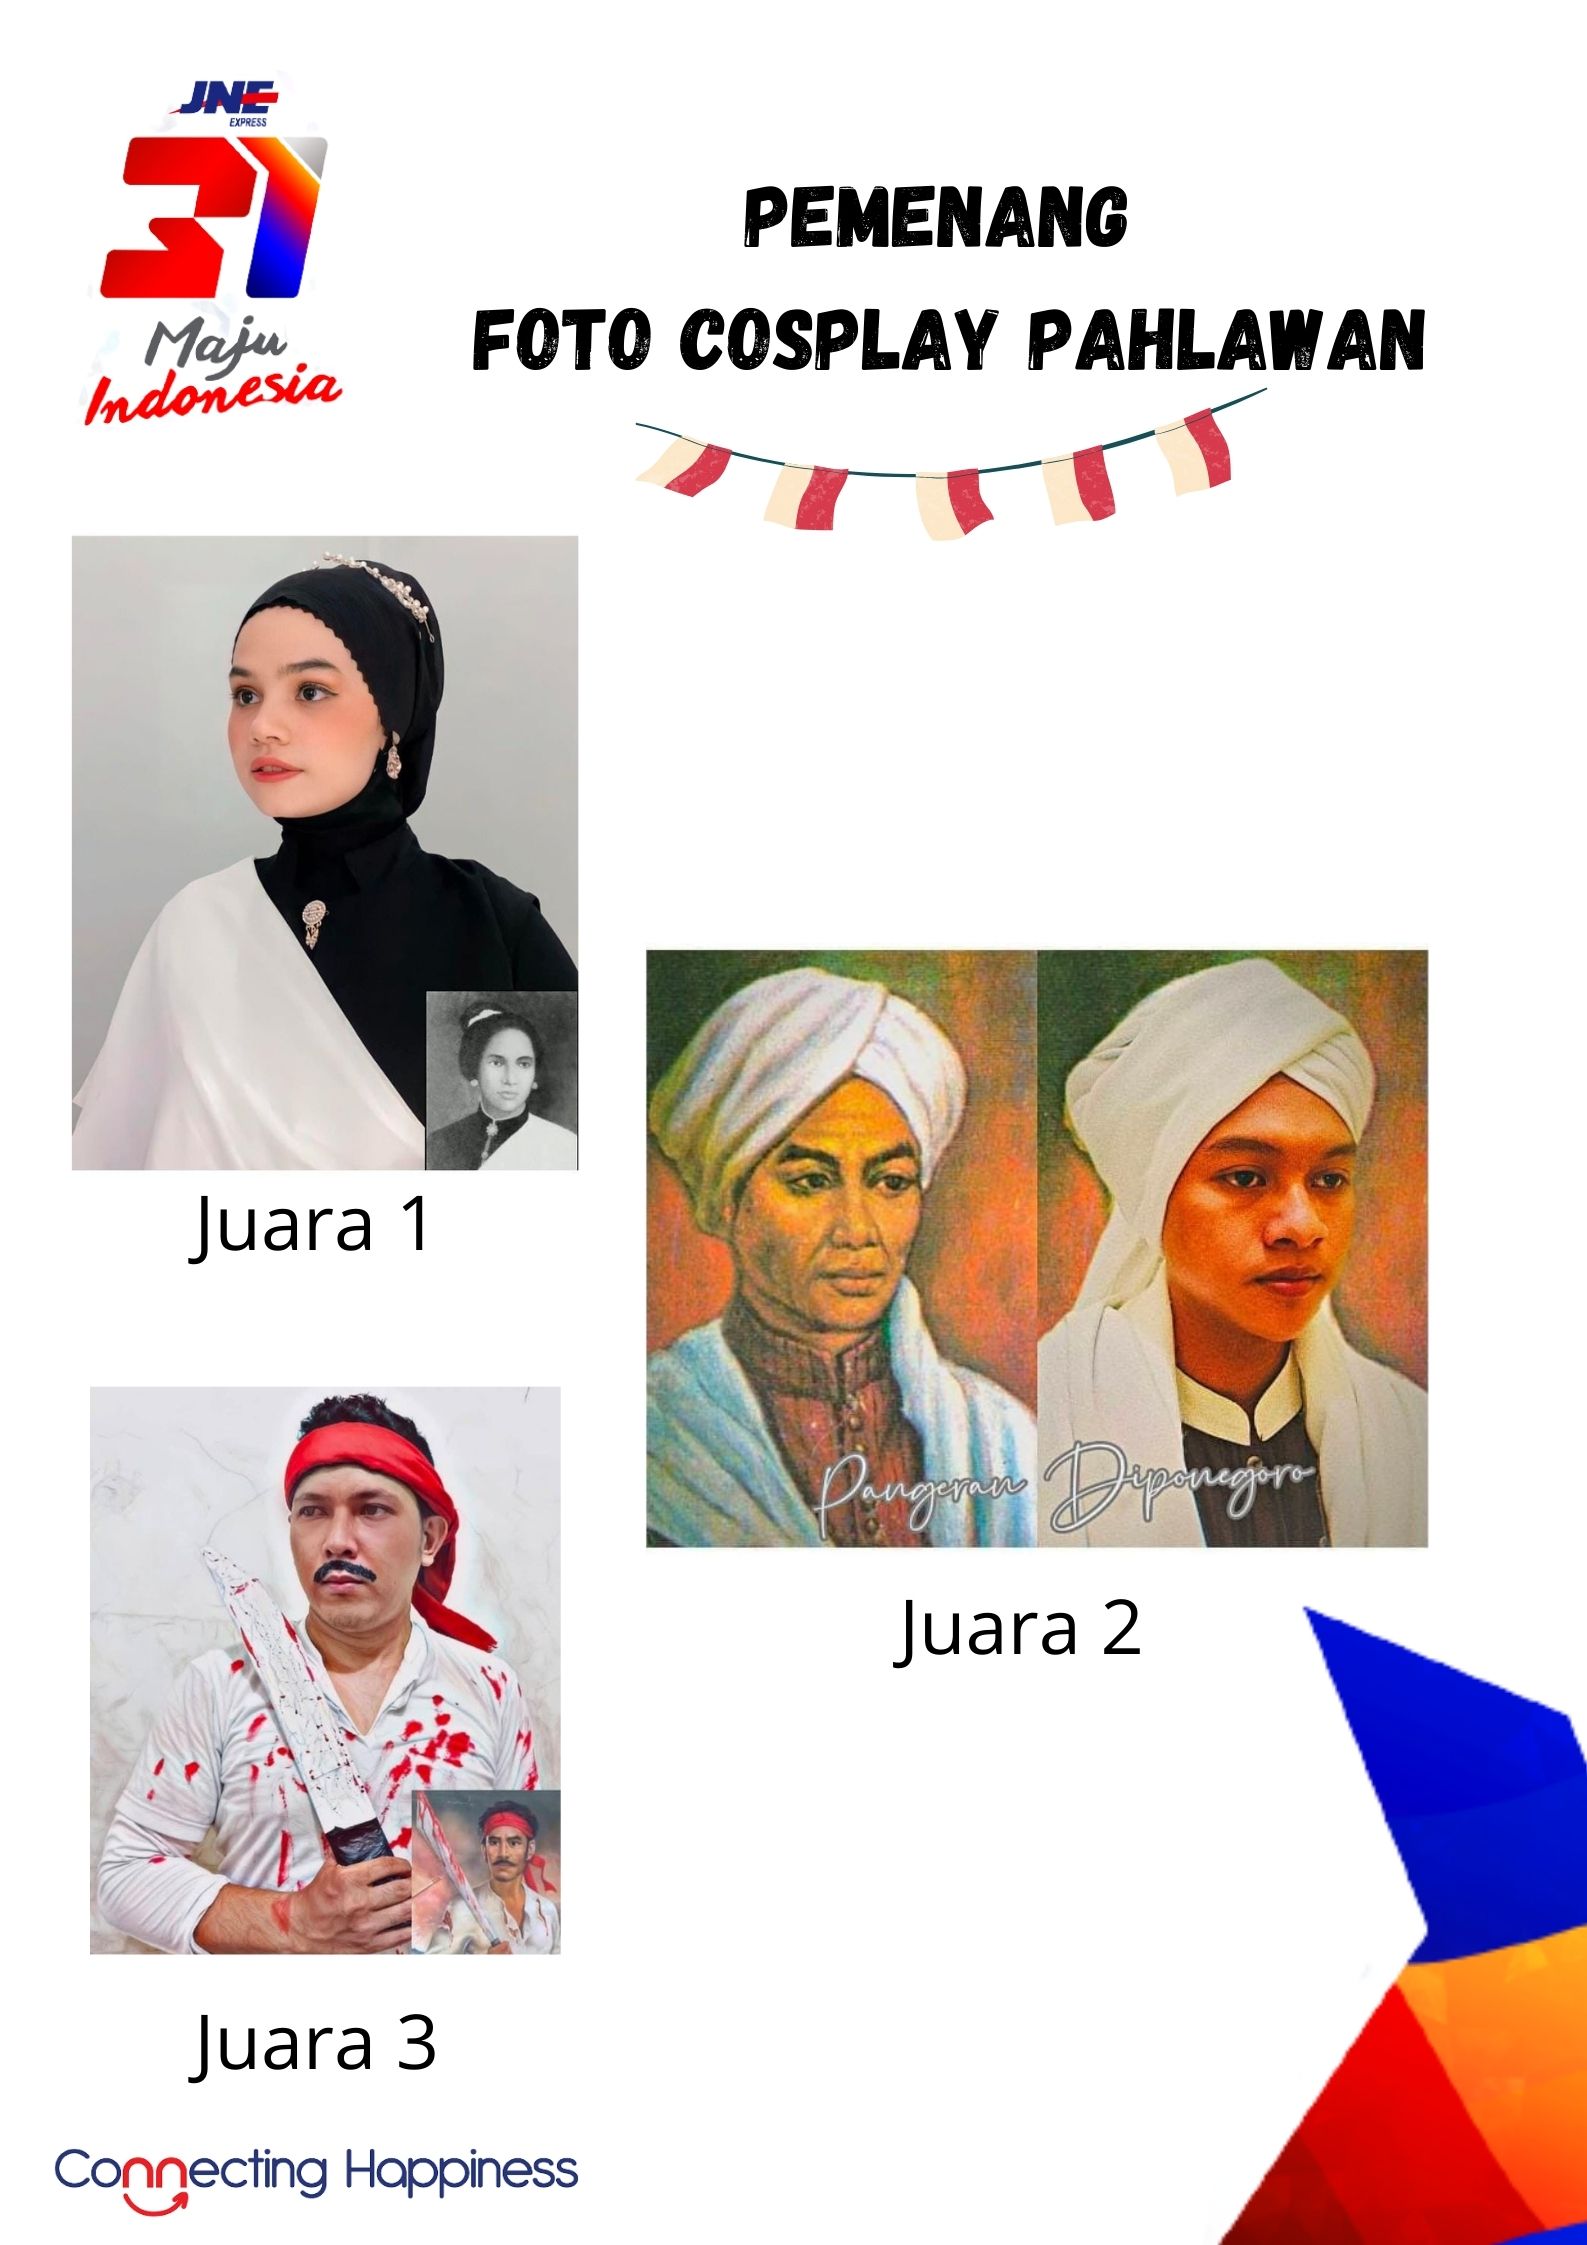 JNE
EXPRESS
31
Maju
Indonesia
PEMENANG
FOTO COSPLAY PAHLAWAN
Juara 1
Pangeran Diponegoro
Juara 2
Juara 3
Connecting Happiness